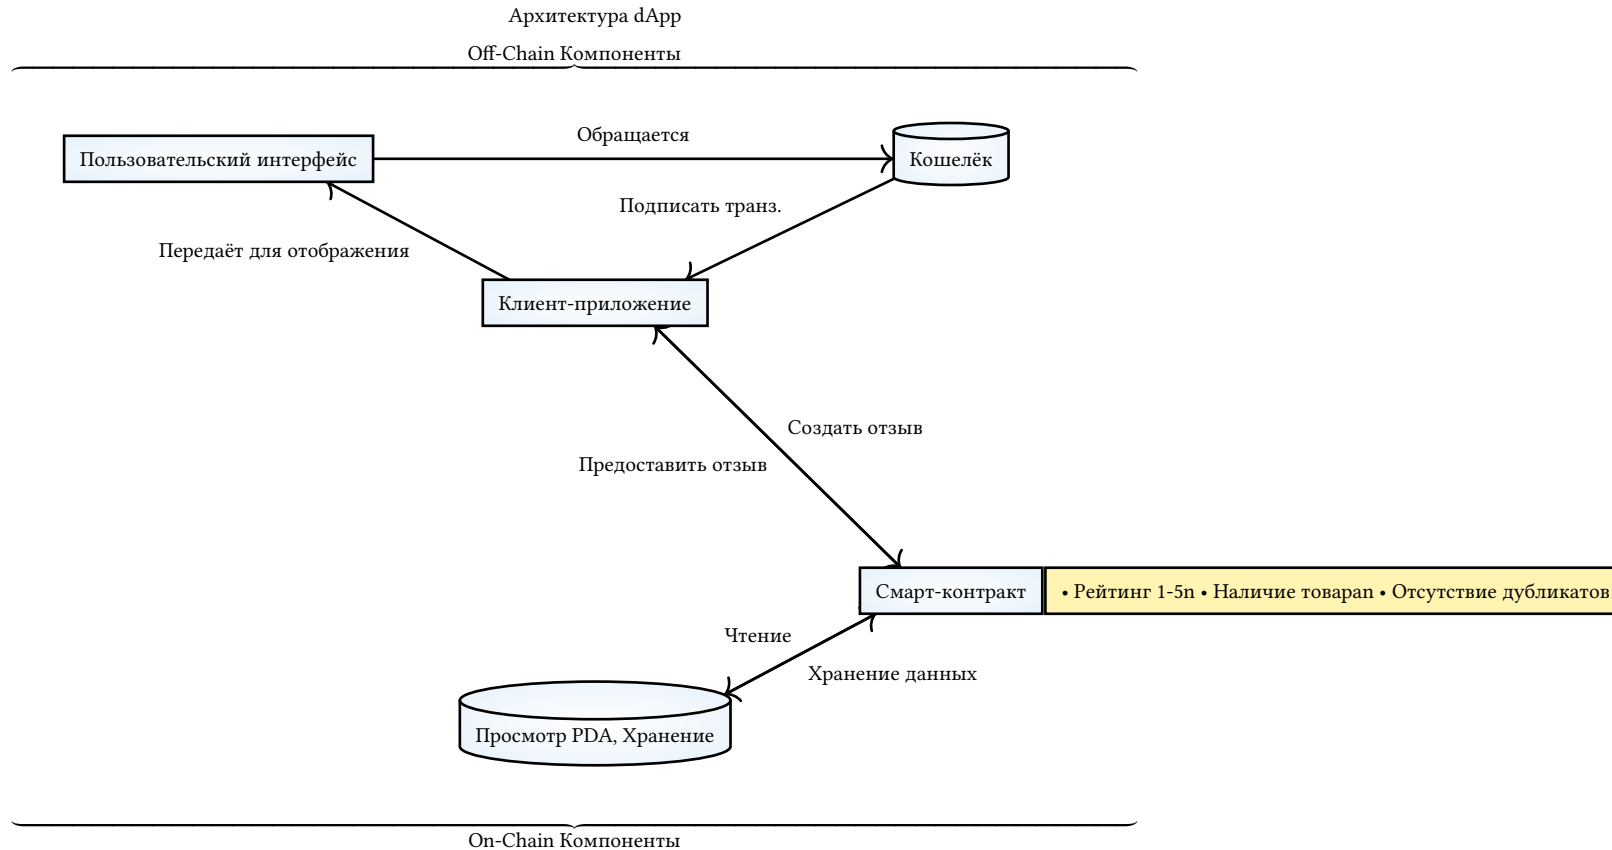 Архитектура dApp
Off-Chain Компоненты
Обращается
Пользовательский интерфейс
Кошелёк
Подписать транз.
Передаёт для отображения
Клиент-приложение
Создать отзыв
Предоставить отзыв
Смарт-контракт
• Рейтинг 1-5n • Наличие товараn • Отсутствие дубликатов
Чтение
Хранение данных
Просмотр PDA, Хранение
On-Chain Компоненты